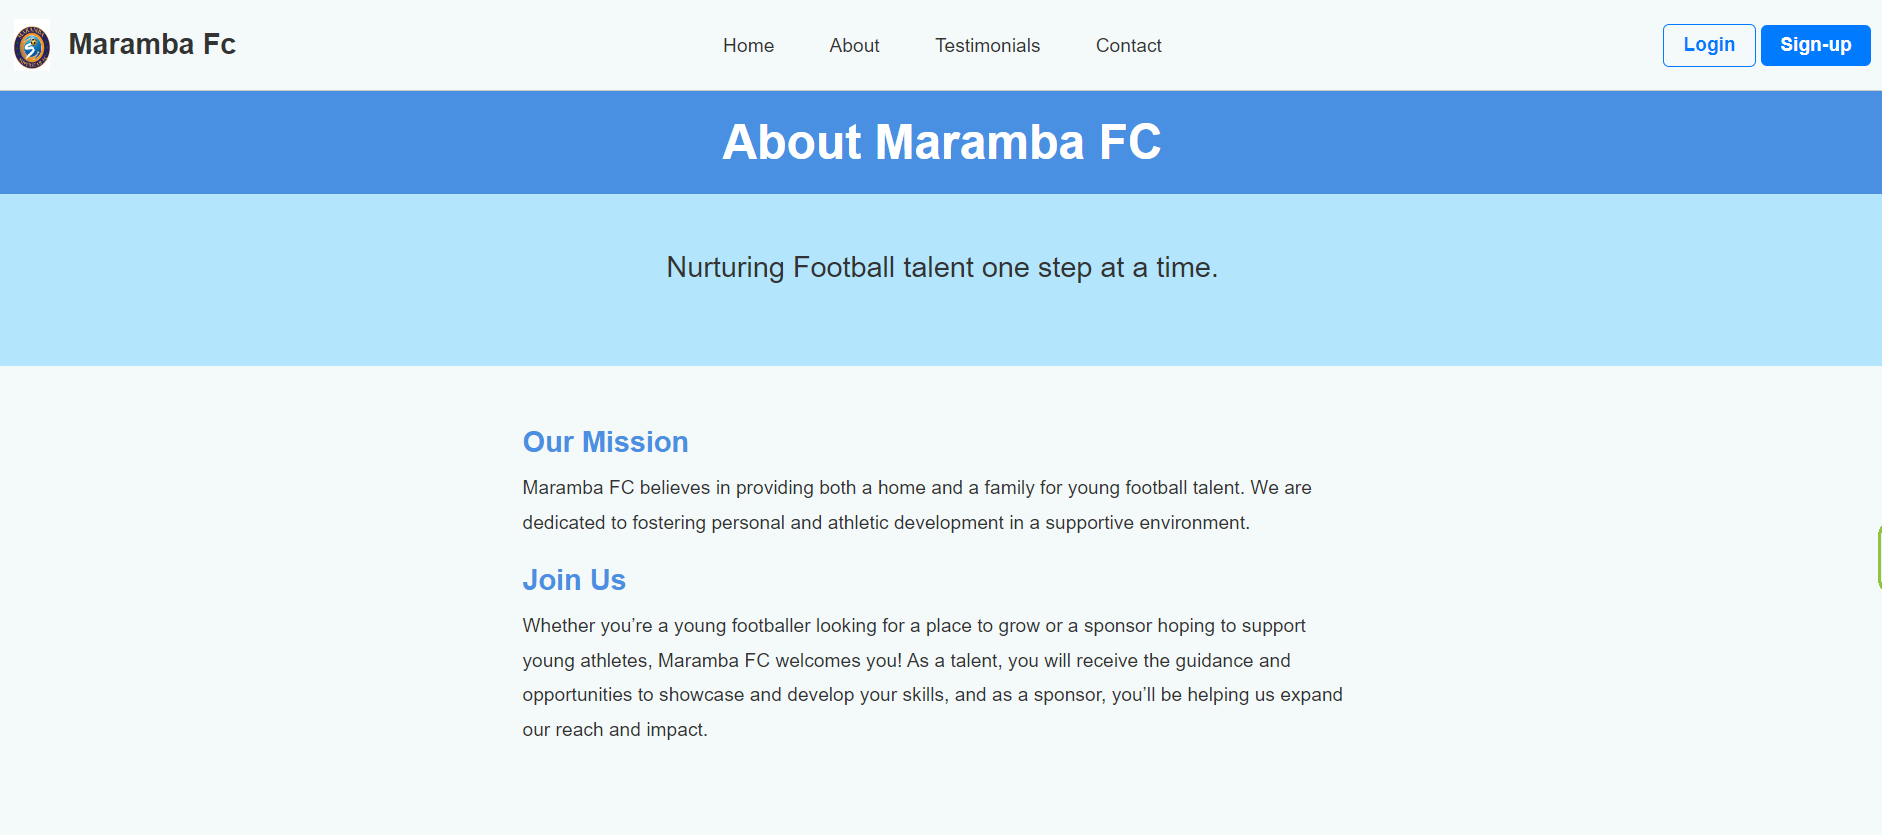 Maramba Fc
Home About Testimonials Contact
Login Sign-up
About Maramba FC
Nurturing Football talent one step at a time.
Our Mission
Maramba FC believes in providing both a home and a family for young football talent. We are
dedicated to fostering personal and athletic development in a supportive environment.
Join Us
Whether you’re a young footballer looking for a place to grow or a sponsor hoping to support
young athletes, Maramba FC welcomes you! As a talent, you will receive the guidance and
opportunities to showcase and develop your skills, and as a sponsor, you’ll be helping us expand
our reach and impact.